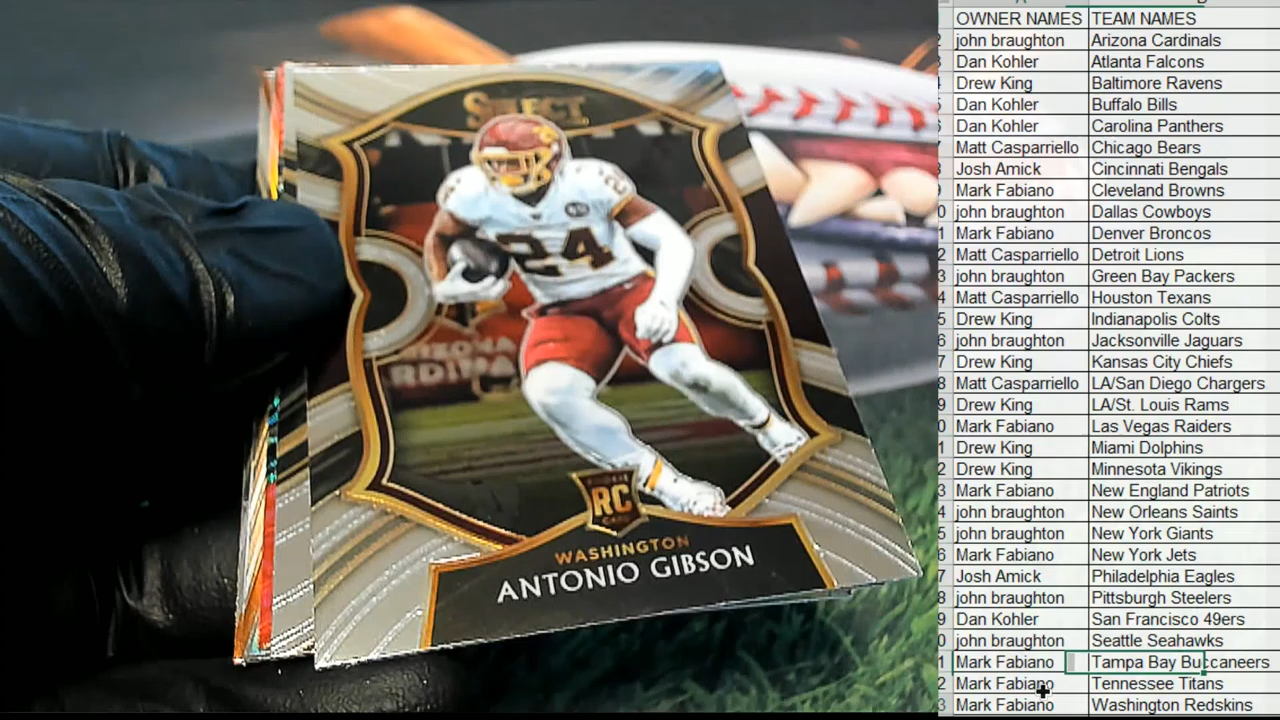 SELECT
24
RC
WASHINGTON
ANTONIO GIBSON
OWNER NAMES TEAM NAMES
john braughton Arizona Cardinals
Dan Kohler Atlanta Falcons
Drew King Baltimore Ravens
Dan Kohler Buffalo Bills
Dan Kohler Carolina Panthers
Matt Casparriello Chicago Bears
Josh Amick Cincinnati Bengals
Mark Fabiano Cleveland Browns
john braughton Dallas Cowboys
Mark Fabiano Denver Broncos
Matt Casparriello Detroit Lions
john braughton Green Bay Packers
Matt Casparriello Houston Texans
Drew King Indianapolis Colts
john braughton Jacksonville Jaguars
Drew King Kansas City Chiefs
Matt Casparriello LA/San Diego Chargers
Drew King LA/St. Louis Rams
Mark Fabiano Las Vegas Raiders
Drew King Miami Dolphins
Drew King Minnesota Vikings
Mark Fabiano New England Patriots
john braughton New Orleans Saints
john braughton New York Giants
Mark Fabiano New York Jets
Josh Amick Philadelphia Eagles
john braughton Pittsburgh Steelers
Dan Kohler San Francisco 49ers
john braughton Seattle Seahawks
Mark Fabiano Tampa Bay Buccaneers
Mark Fabiano Tennessee Titans
Mark Fabiano Washington Redskins